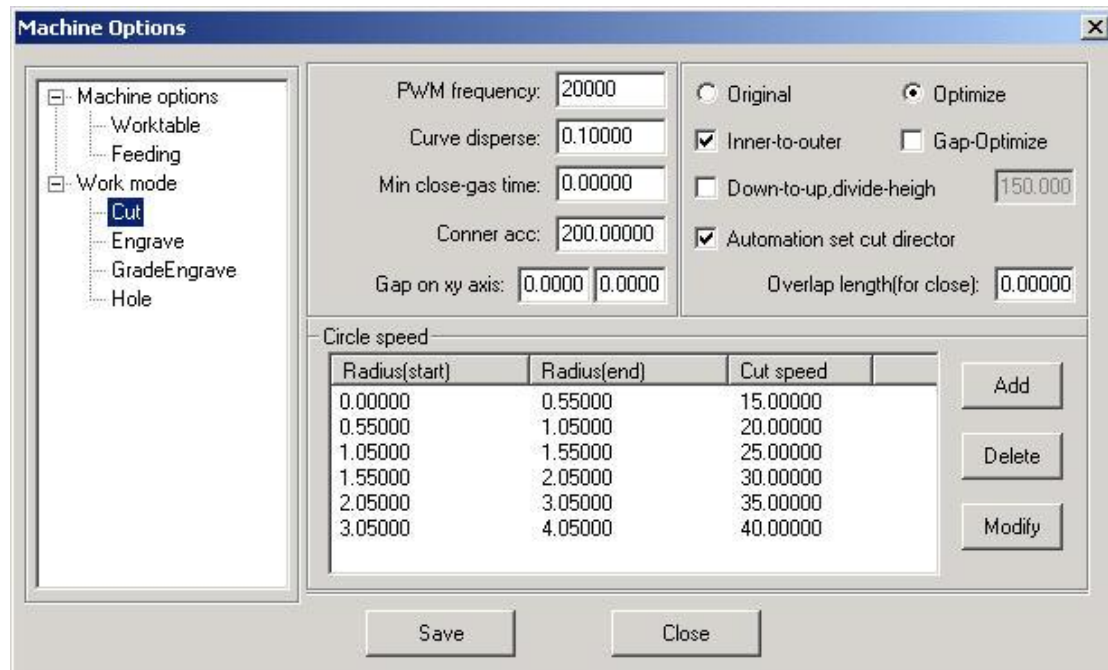 Machine Options
Machine options
Worktable
Feeding
Work mode
Cut
Engrave
GradeEngrave
Hole
PWM frequency: 20000
Curve disperse: 0.10000
Min close-gas time: 0.00000
Conner acc: 200.00000
Gap on xy axis: 0.0000 0.0000
Original Optimize
Inner-to-outer Gap-Optimize
Down-to-up,divide-heigh 150.000
Automation set cut director
Overlap length(for close): 0.00000
Circle speed
Radius(start) Radius(end) Cut speed
0.00000 0.55000 15.00000
0.55000 1.05000 20.00000
1.05000 1.55000 25.00000
1.55000 2.05000 30.00000
2.05000 3.05000 35.00000
3.05000 4.05000 40.00000
Add
Delete
Modify
Save Close